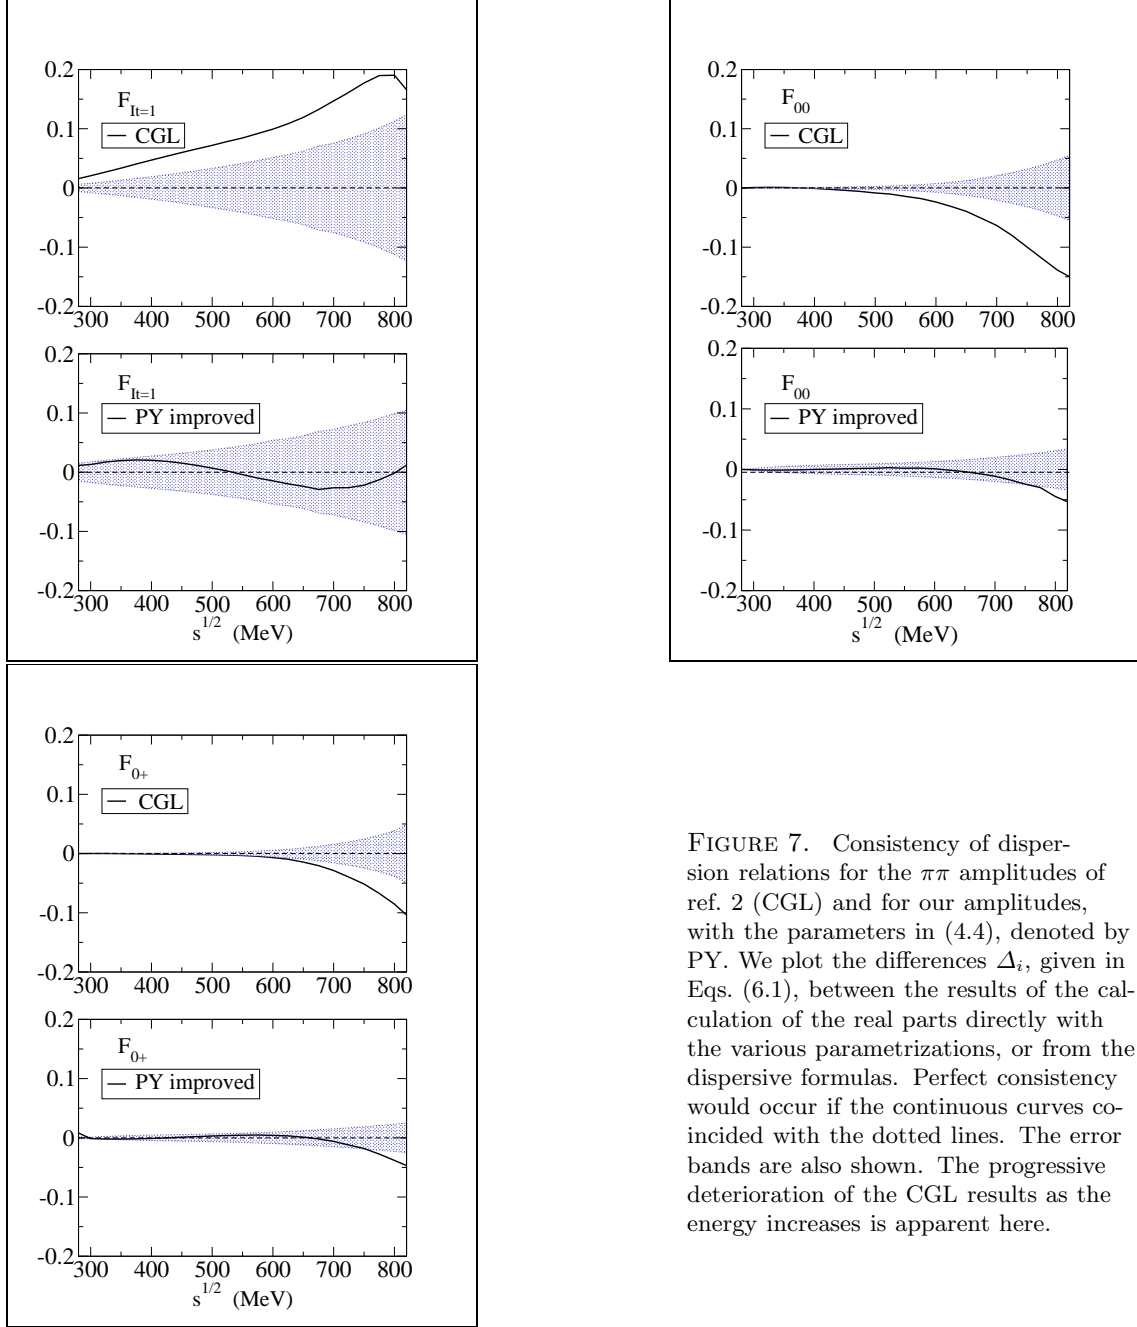 0.2
F_{It=1}
0.1
CGL
0
-0.1
-0.2
300 400 500 600 700 800
0.2
F_{It=1}
0.1
PY improved
0
-0.1
-0.2
300 400 500 600 700 800
s^{1/2} (MeV)
0.2
F_{00}
0.1
CGL
0
-0.1
-0.2
300 400 500 600 700 800
0.2
F_{00}
0.1
PY improved
0
-0.1
-0.2
300 400 500 600 700 800
s^{1/2} (MeV)
0.2
F_{0+}
0.1
CGL
0
-0.1
-0.2
300 400 500 600 700 800
0.2
F_{0+}
0.1
PY improved
0
-0.1
-0.2
300 400 500 600 700 800
s^{1/2} (MeV)
FIGURE 7. Consistency of disper-
sion relations for the ππ amplitudes of
ref. 2 (CGL) and for our amplitudes,
with the parameters in (4.4), denoted by
PY. We plot the differences Δ_i, given in
Eqs. (6.1), between the results of the cal-
culation of the real parts directly with
the various parametrizations, or from the
dispersive formulas. Perfect consistency
would occur if the continuous curves co-
incided with the dotted lines. The error
bands are also shown. The progressive
deterioration of the CGL results as the
energy increases is apparent here.